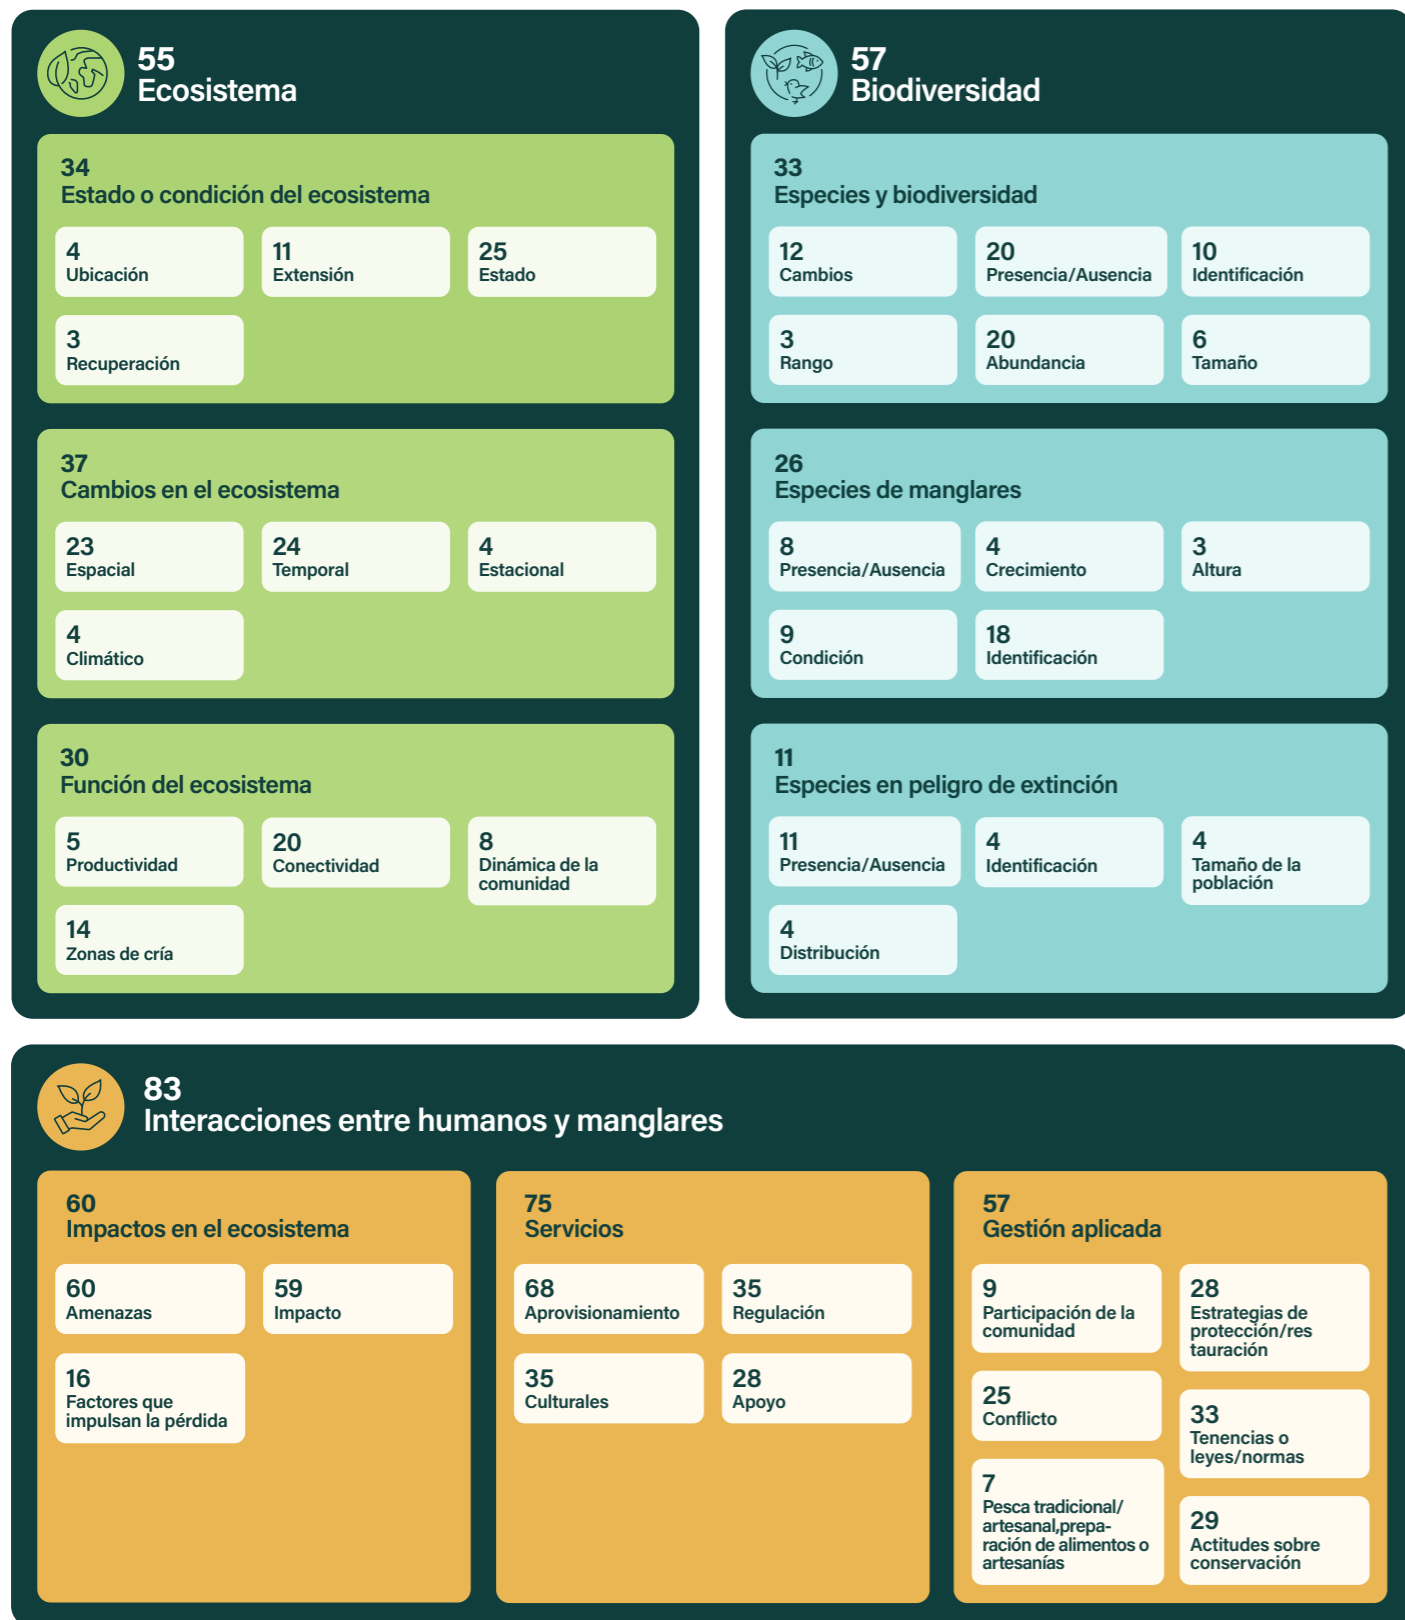 55
Ecosistema
34
Estado o condición del ecosistema
4
Ubicación
11
Extensión
25
Estado
3
Recuperación
37
Cambios en el ecosistema
23
Espacial
24
Temporal
4
Estacional
4
Climático
30
Función del ecosistema
5
Productividad
20
Conectividad
8
Dinámica de la
comunidad
14
Zonas de cría
57
Biodiversidad
33
Especies y biodiversidad
12
Cambios
20
Presencia/Ausencia
10
Identificación
3
Rango
20
Abundancia
6
Tamaño
26
Especies de manglares
8
Presencia/Ausencia
4
Crecimiento
3
Altura
9
Condición
18
Identificación
11
Especies en peligro de extinción
11
Presencia/Ausencia
4
Identificación
4
Tamaño de la
población
4
Distribución
83
Interacciones entre humanos y manglares
60
Impactos en el ecosistema
60
Amenazas
59
Impacto
16
Factores que
impulsan la pérdida
75
Servicios
68
Aprovisionamiento
35
Regulación
35
Culturales
28
Apoyo
57
Gestión aplicada
9
Participación de la
comunidad
25
Conflicto
7
Pesca tradicional/
artesanal,prepa-
ración de alimentos o
artesanías
28
Estrategias de
protección/res
tauración
33
Tenencias o
leyes/normas
29
Actitudes sobre
conservación